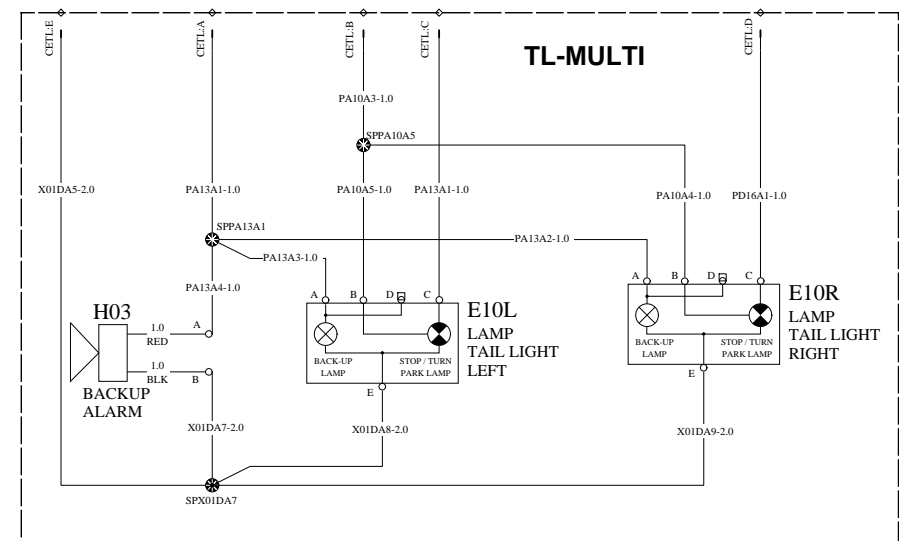 CETL:E
CETL:A
CETL:B
CETL:C
CETL:D
TL-MULTI
PA10A3-1.0
SPPA10A5
X01DA5-2.0
PA13A1-1.0
PA10A5-1.0
PA13A1-1.0
PA10A4-1.0
PD16A1-1.0
SPPA13A1
PA13A2-1.0
PA13A3-1.0
PA13A4-1.0
A
B
D
C
A
B
D
C
H03
1.0
RED
A
1.0
BLK
B
BACKUP
ALARM
E10L
LAMP
TAIL LIGHT
LEFT
BACK-UP
LAMP
STOP / TURN
PARK LAMP
E
E10R
LAMP
TAIL LIGHT
RIGHT
BACK-UP
LAMP
STOP / TURN
PARK LAMP
E
X01DA7-2.0
X01DA8-2.0
X01DA9-2.0
SPX01DA7